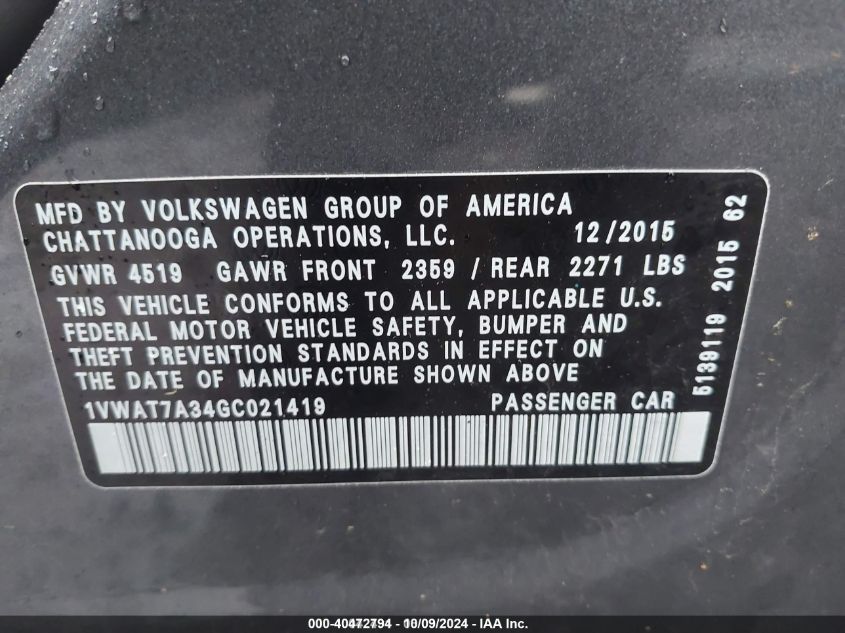 MFD BY VOLKSWAGEN GROUP OF AMERICA
CHATTANOOGA OPERATIONS, LLC. 12/2015
GVWR 4519 GAWR FRONT 2359 / REAR 2271 LBS
THIS VEHICLE CONFORMS TO ALL APPLICABLE U.S.
FEDERAL MOTOR VEHICLE SAFETY, BUMPER AND
THEFT PREVENTION STANDARDS IN EFFECT ON
THE DATE OF MANUFACTURE SHOWN ABOVE
1VWAT7A34GC021419 PASSENGER CAR
5139119 2015 62
000-40472794 - 10/09/2024 - IAA Inc.